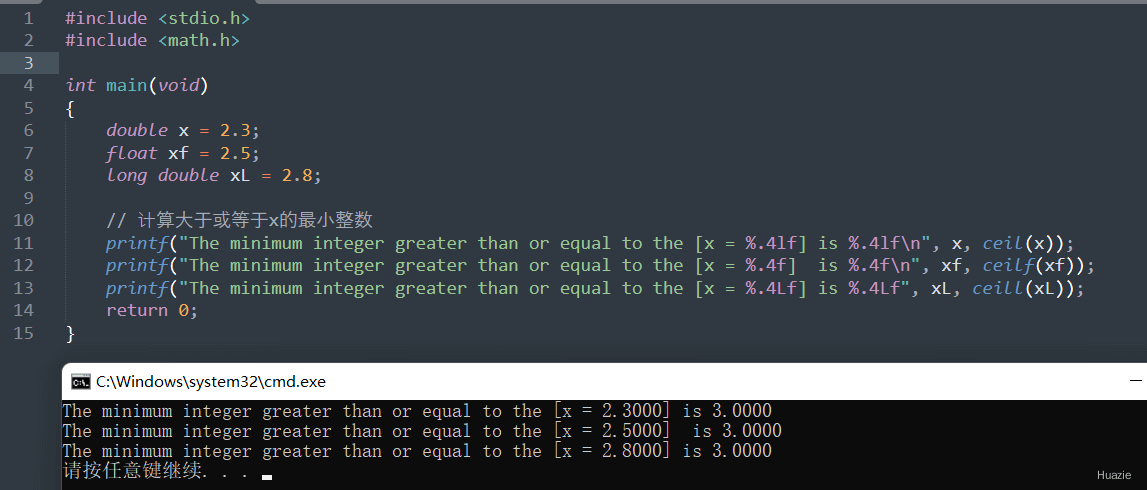 1 #include <stdio.h>
2 #include <math.h>
3
4 int main(void)
5 {
6     double x = 2.3;
7     float xf = 2.5;
8     long double xL = 2.8;
9
10     // 计算大于或等于x的最小整数
11     printf("The minimum integer greater than or equal to the [x = %.4lf] is %.4lf\n", x, ceil(x));
12     printf("The minimum integer greater than or equal to the [x = %.4f]  is %.4f\n", xf, ceilf(xf));
13     printf("The minimum integer greater than or equal to the [x = %.4Lf] is %.4Lf", xL, ceill(xL));
14     return 0;
15 }
C:\Windows\system32\cmd.exe
The minimum integer greater than or equal to the [x = 2.3000] is 3.0000
The minimum integer greater than or equal to the [x = 2.5000]  is 3.0000
The minimum integer greater than or equal to the [x = 2.8000] is 3.0000
请按任意键继续. . .
Huazie